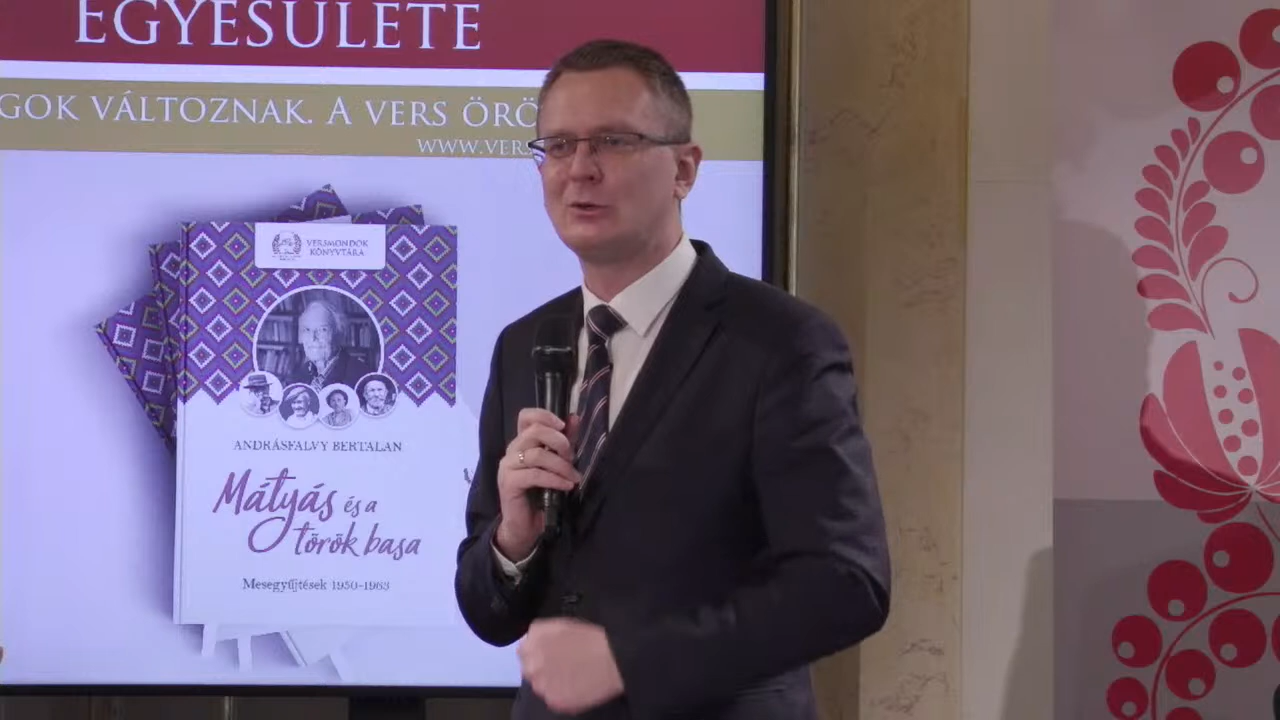 EGYESÜLETE
GOK VÁLTOZNAK. A VERS ÖRÖ
WWW.VERS
VERSMONDÓK
KÖNYVTÁRA
ANDRÁSFALVY BERTALAN
Mátyás és a
török basa
Mesegyűjtések 1950-1963